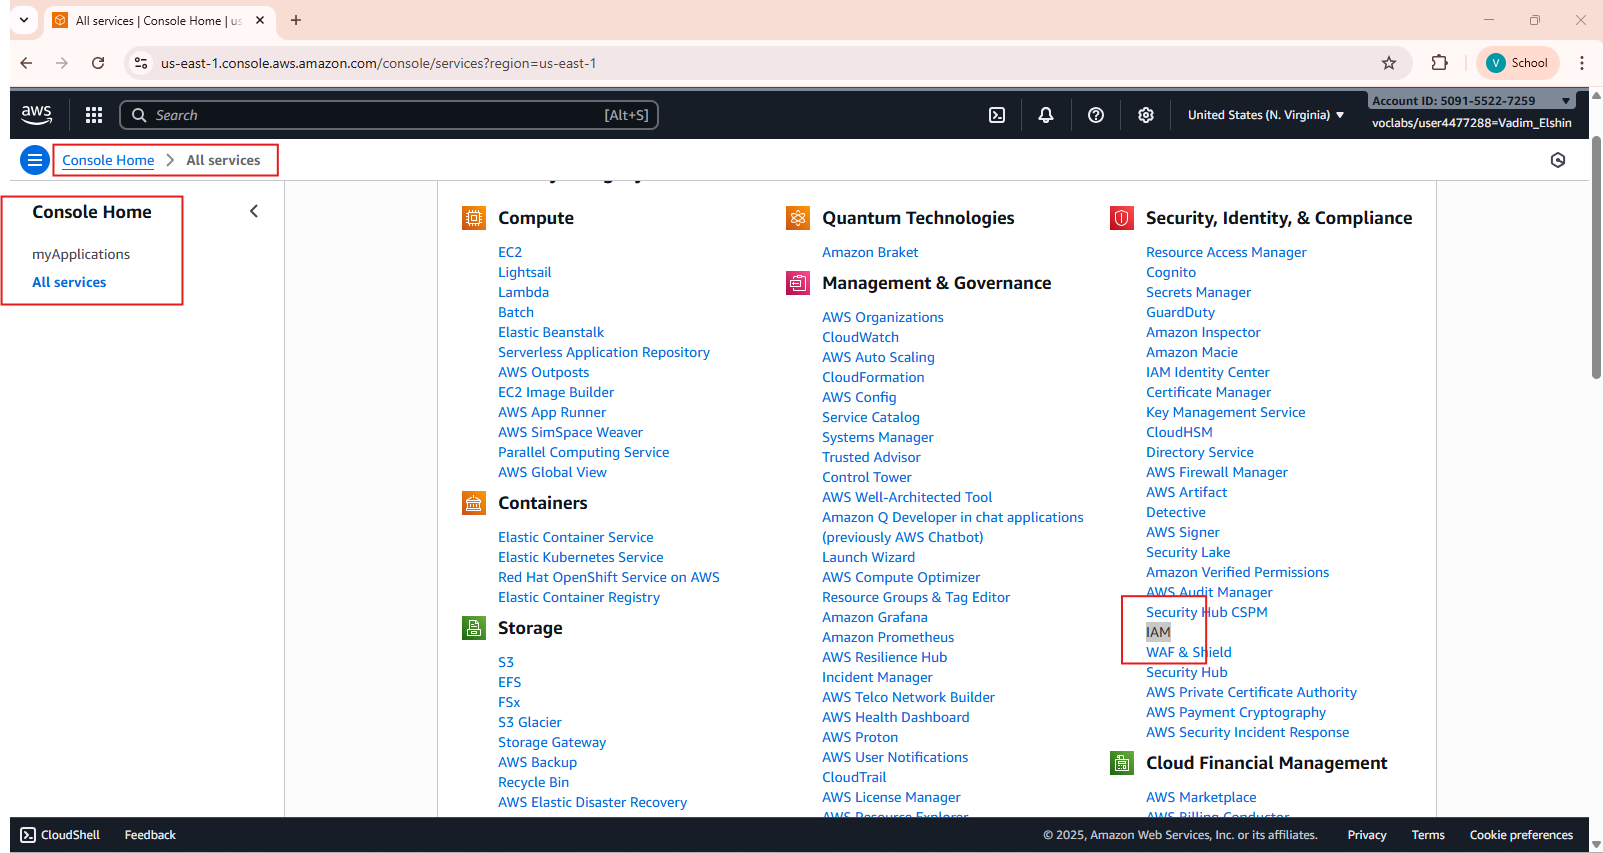 All services | Console Home | us
us-east-1.console.aws.amazon.com/console/services?region=us-east-1
V School
aws
Search [Alt+S]
United States (N. Virginia)
Account ID: 5091-5522-7259
voclabs/user4477288=Vadim_Elshin
Console Home > All services
Console Home
myApplications
All services
Compute
EC2
Lightsail
Lambda
Batch
Elastic Beanstalk
Serverless Application Repository
AWS Outposts
EC2 Image Builder
AWS App Runner
AWS SimSpace Weaver
Parallel Computing Service
AWS Global View
Containers
Elastic Container Service
Elastic Kubernetes Service
Red Hat OpenShift Service on AWS
Elastic Container Registry
Storage
S3
EFS
FSx
S3 Glacier
Storage Gateway
AWS Backup
Recycle Bin
AWS Elastic Disaster Recovery
Quantum Technologies
Amazon Braket
Management & Governance
AWS Organizations
CloudWatch
AWS Auto Scaling
CloudFormation
AWS Config
Service Catalog
Systems Manager
Trusted Advisor
Control Tower
AWS Well-Architected Tool
Amazon Q Developer in chat applications
(previously AWS Chatbot)
Launch Wizard
AWS Compute Optimizer
Resource Groups & Tag Editor
Amazon Grafana
Amazon Prometheus
AWS Resilience Hub
Incident Manager
AWS Telco Network Builder
AWS Health Dashboard
AWS Proton
AWS User Notifications
CloudTrail
AWS License Manager
AWS Resource Explorer
Security, Identity, & Compliance
Resource Access Manager
Cognito
Secrets Manager
GuardDuty
Amazon Inspector
Amazon Macie
IAM Identity Center
Certificate Manager
Key Management Service
CloudHSM
Directory Service
AWS Firewall Manager
AWS Artifact
Detective
AWS Signer
Security Lake
Amazon Verified Permissions
AWS Audit Manager
Security Hub CSPM
IAM
WAF & Shield
Security Hub
AWS Private Certificate Authority
AWS Payment Cryptography
AWS Security Incident Response
Cloud Financial Management
AWS Marketplace
AWS Billing Conductor
CloudShell Feedback
© 2025, Amazon Web Services, Inc. or its affiliates. Privacy Terms Cookie preferences